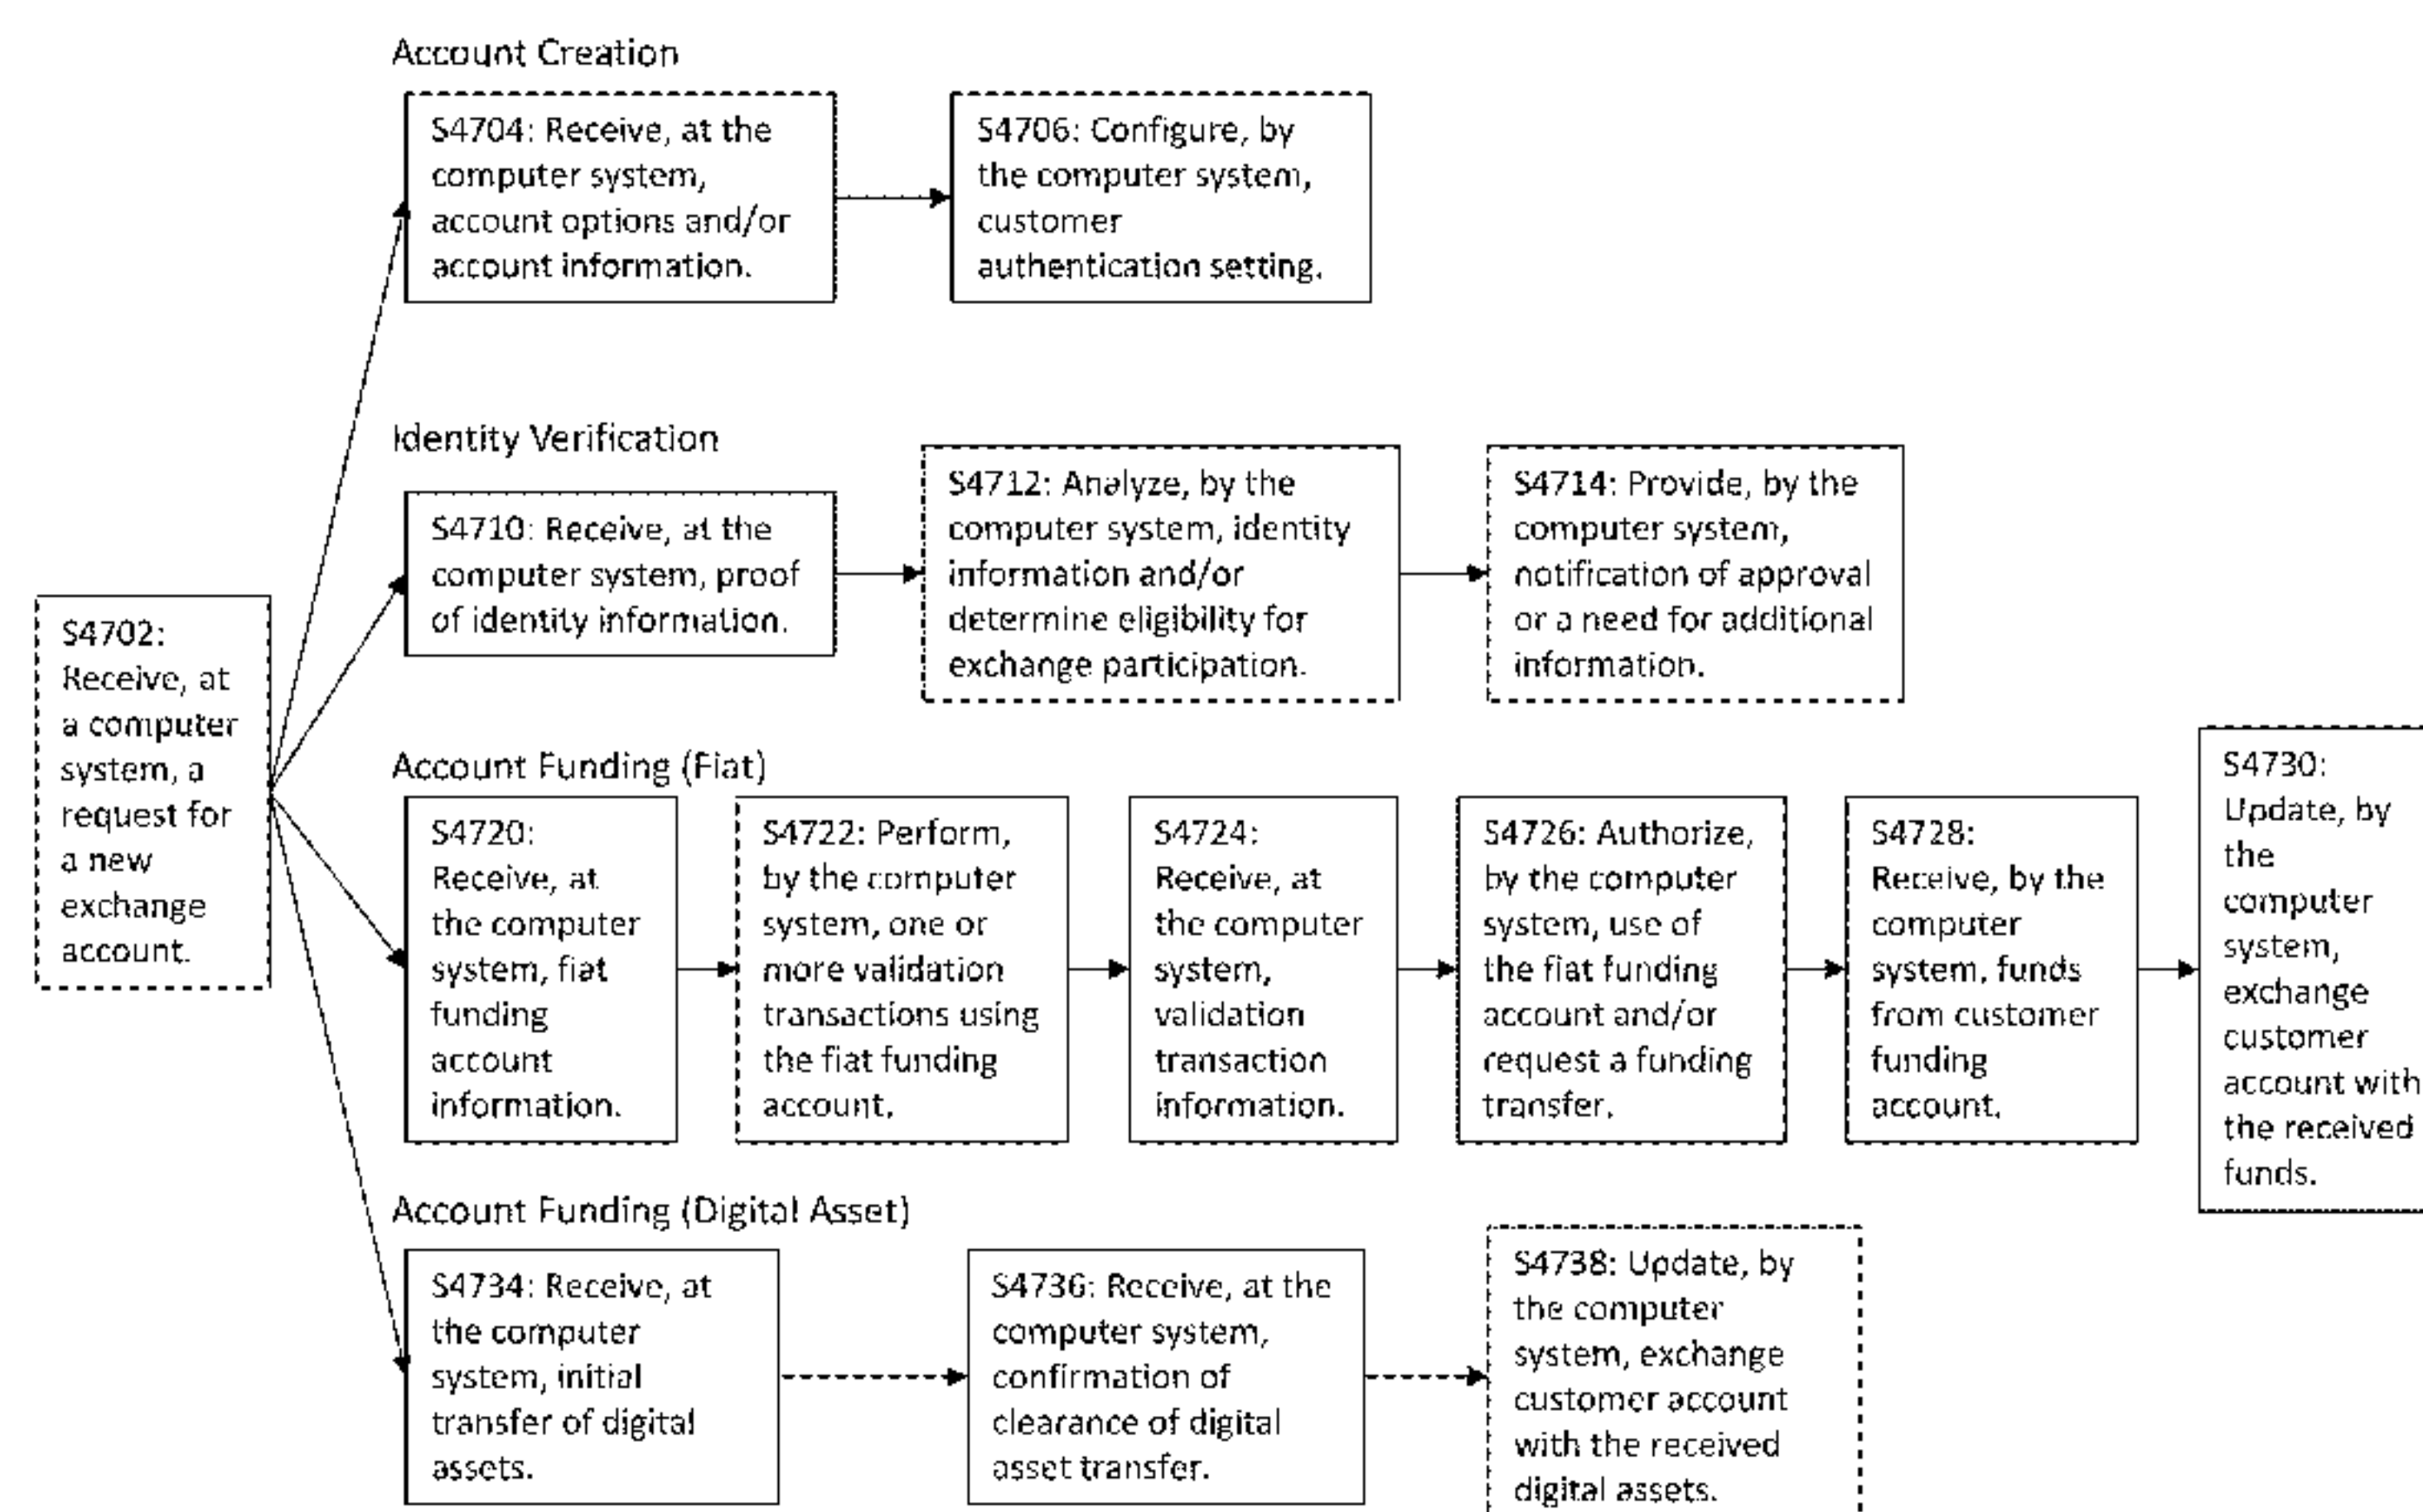 Account Creation
S4704: Receive, at the
computer system,
account options and/or
account information.
S4706: Configure, by
the computer system,
customer
authentication setting.
Identity Verification
S4710: Receive, at the
computer system, proof
of identity information.
S4712: Analyze, by the
computer system, identity
information and/or
determine eligibility for
exchange participation.
S4714: Provide, by the
computer system,
notification of approval
or a need for additional
information.
S4702:
Receive, at
a computer
system, a
request for
a new
exchange
account.
Account Funding (Fiat)
S4720:
Receive, at
the computer
system, fiat
funding
account
information.
S4722: Perform,
by the computer
system, one or
more validation
transactions using
the fiat funding
account.
S4724:
Receive, at
the computer
system,
validation
transaction
information.
S4726: Authorize,
by the computer
system, use of
the fiat funding
account and/or
request a funding
transfer.
S4728:
Receive, by the
computer
system, funds
from customer
funding
account.
S4730:
Update, by
the
computer
system,
exchange
customer
account with
the received
funds.
Account Funding (Digital Asset)
S4734: Receive, at
the computer
system, initial
transfer of digital
assets.
S4736: Receive, at the
computer system,
confirmation of
clearance of digital
asset transfer.
S4738: Update, by
the computer
system, exchange
customer account
with the received
digital assets.